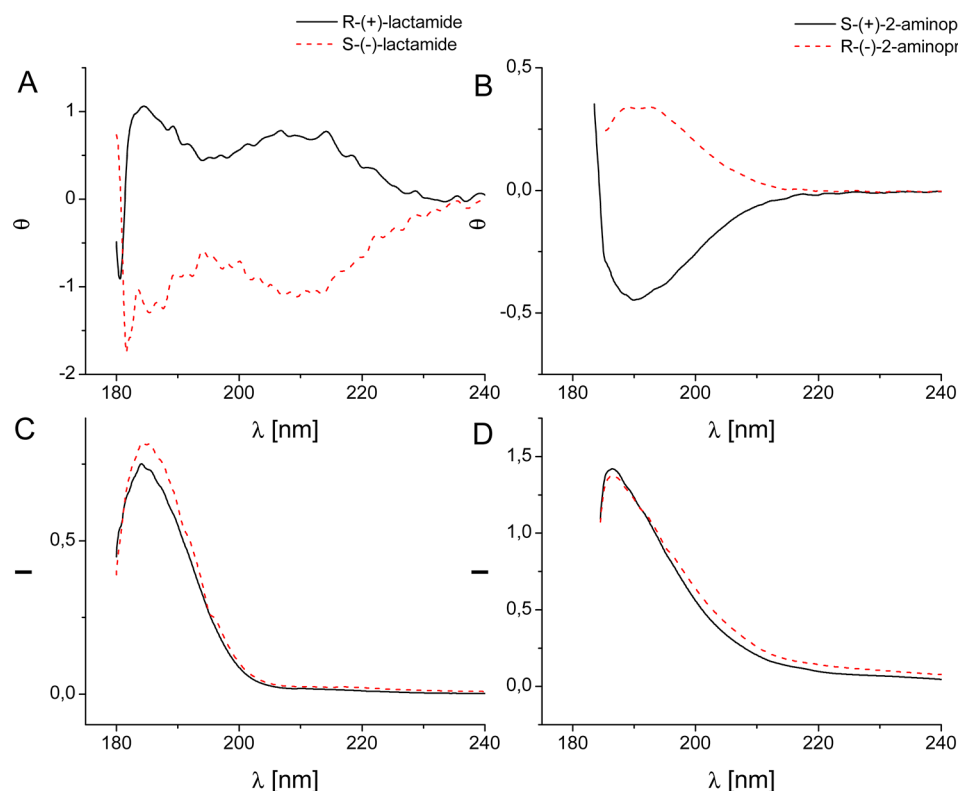 R-(+)-lactamide
S-(-)-lactamide
S-(+)-2-aminopr
R-(-)-2-aminopr
A
1
0
-1
-2
θ
180 200 220 240
λ [nm]
B
0,5
0,0
-0,5
θ
180 200 220 240
λ [nm]
C
0,5
0,0
I
180 200 220 240
λ [nm]
D
1,5
1,0
0,5
0,0
I
180 200 220 240
λ [nm]